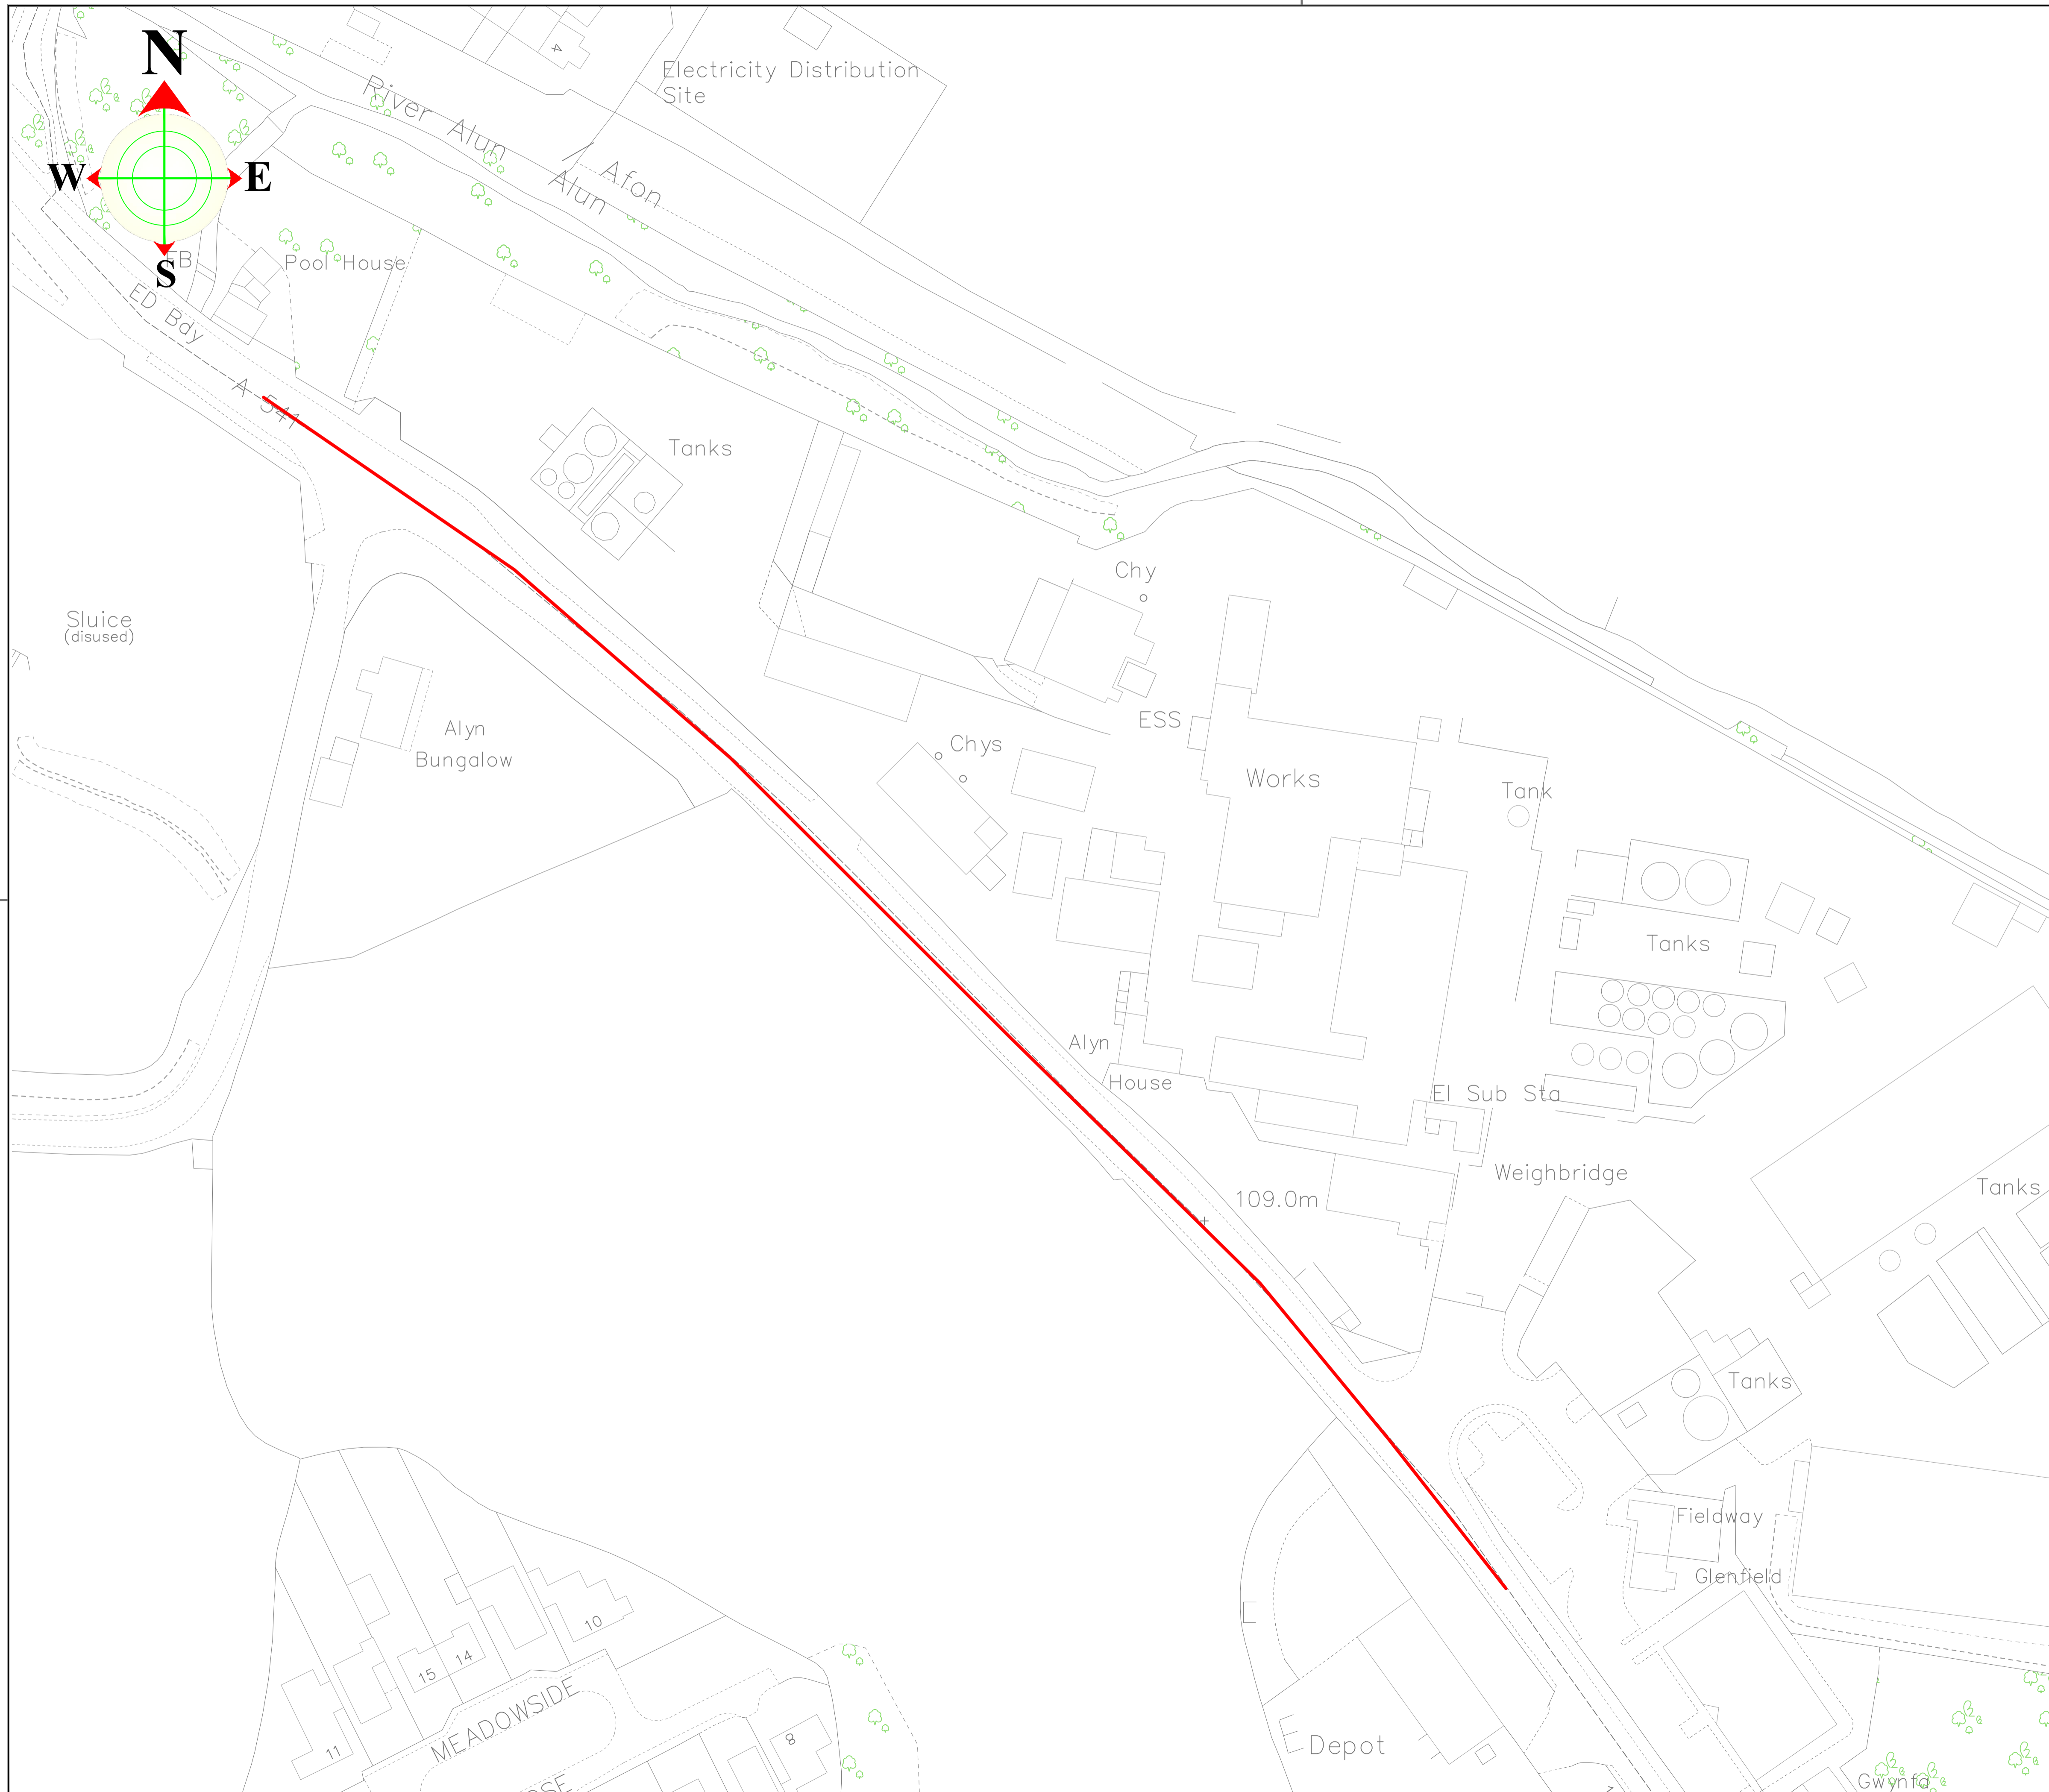 N
W
E
S
4
Electricity Distribution
Site
River Alun / Afon
Alun
FB
Pool House
ED Bdy
A 541
Tanks
Sluice
(disused)
Chy
Alyn
Bungalow
ESS
Chys
Works
Tank
Tanks
Alyn
House
El Sub Sta
109.0m
Weighbridge
Tanks
Tanks
Fieldway
Glenfield
10
14
15
11
MEADOWSIDE
8
Depot
Gwynfa